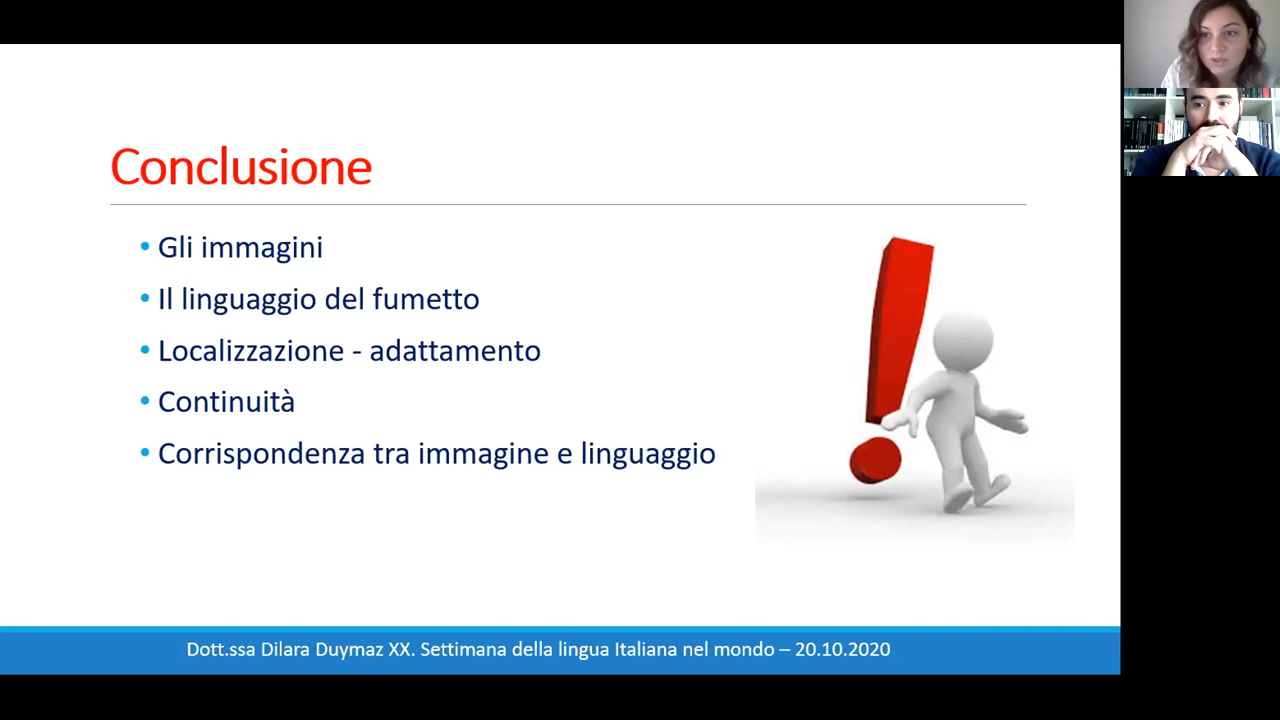 Conclusione
• Gli immagini
• Il linguaggio del fumetto
• Localizzazione - adattamento
• Continuità
• Corrispondenza tra immagine e linguaggio
Dott.ssa Dilara Duymaz XX. Settimana della lingua Italiana nel mondo – 20.10.2020